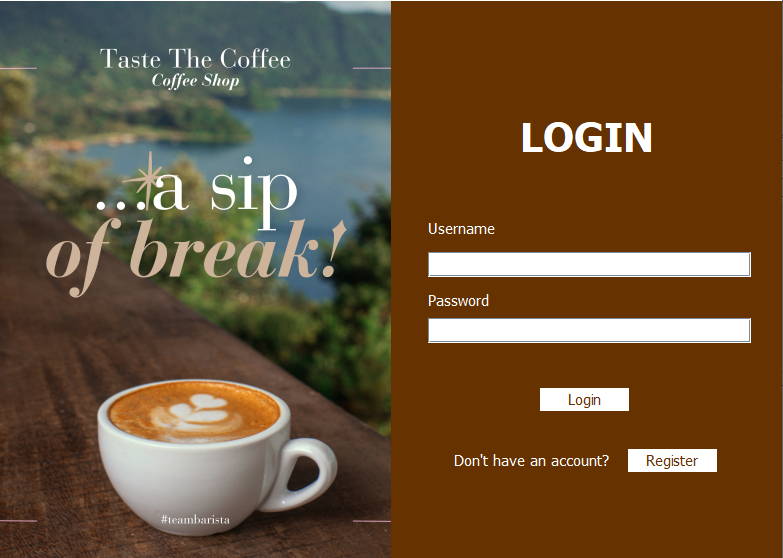 Taste The Coffee
Coffee Shop
...a sip
of break!
#teambarista
LOGIN
Username
Password
Login
Don't have an account?
Register